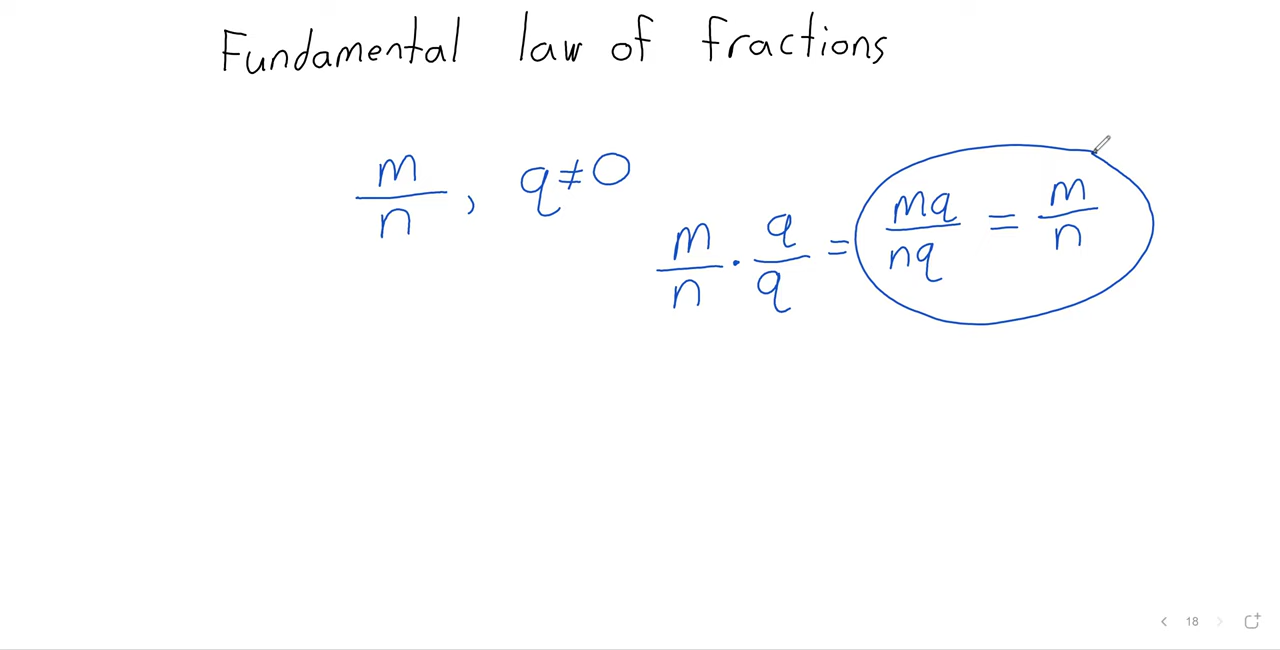 Fundamental law of fractions
m/n, q≠0
m/n · q/q = mq/nq = m/n
< 18 >